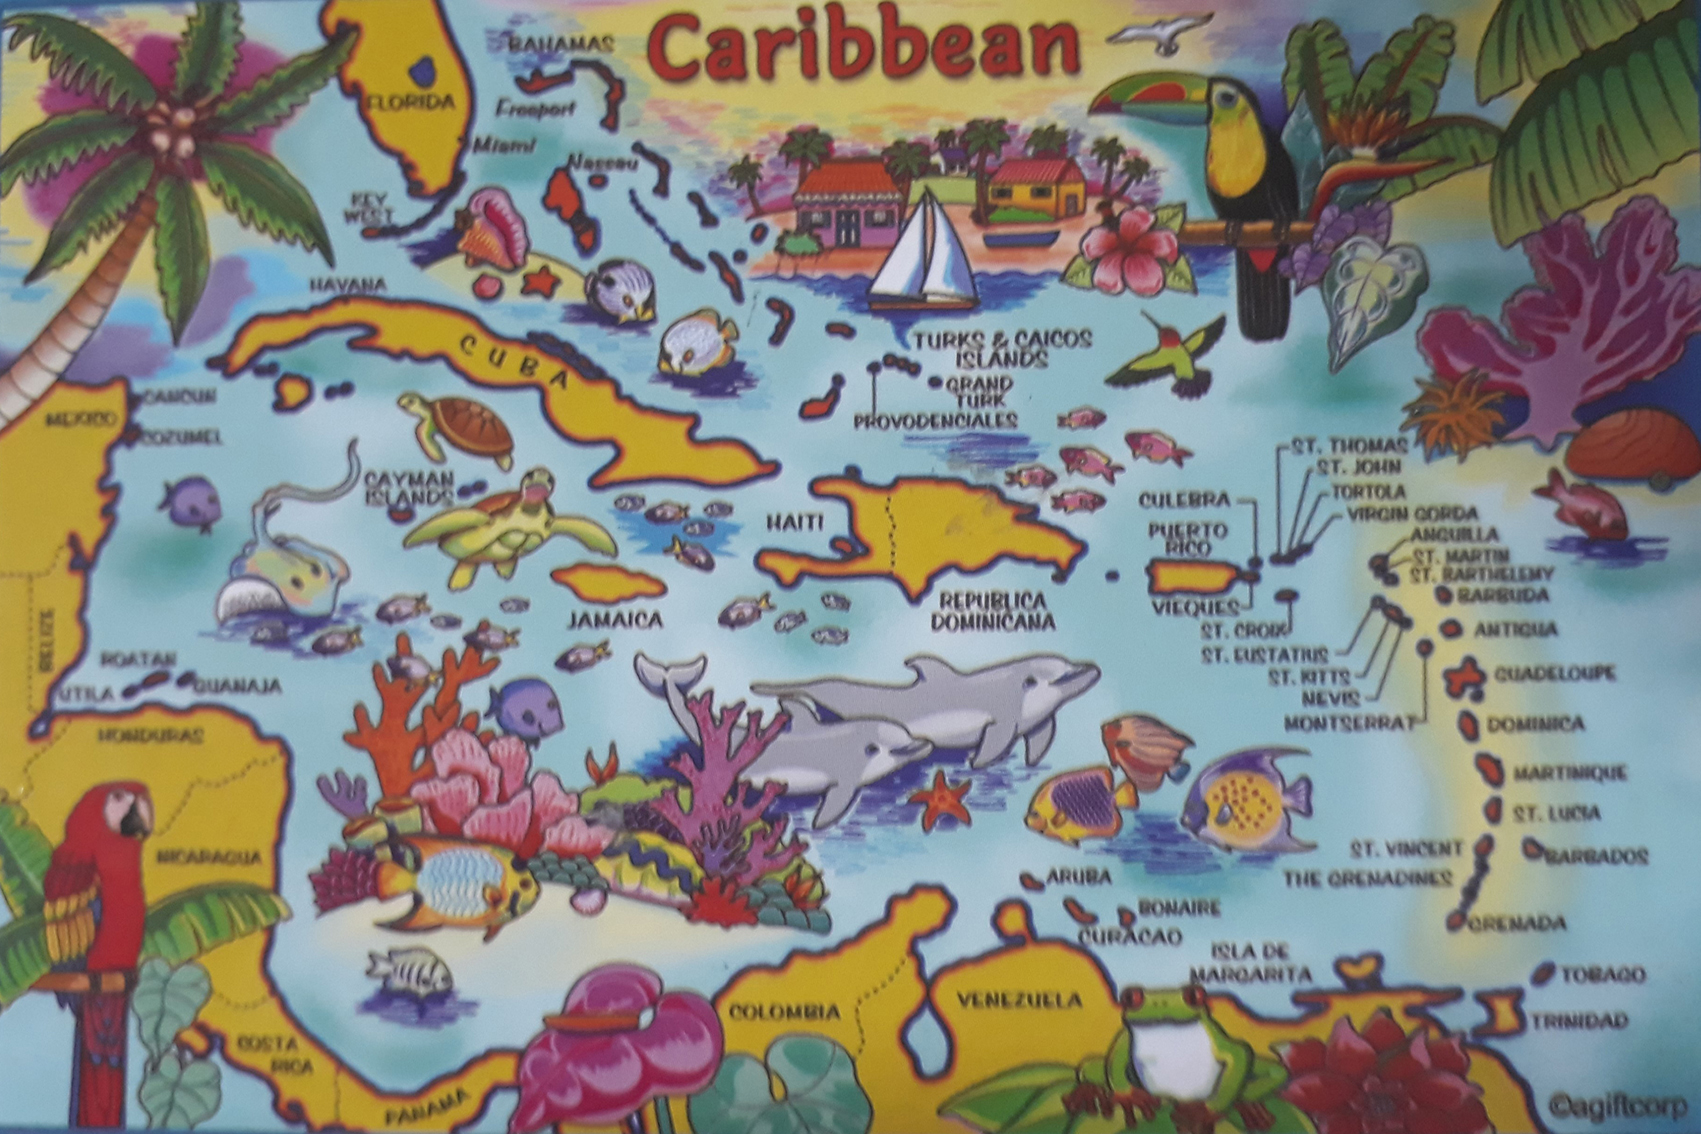 Caribbean
BAHAMAS
Freeport
FLORIDA
Miami
Nassau
KEY
WEST
HAVANA
CUBA
TURKS & CAICOS
ISLANDS
GRAND
TURK
PROVODENCIALES
MEXICO
CANCUN
COZUMEL
CAYMAN
ISLANDS
HAITI
JAMAICA
REPUBLICA
DOMINICANA
CULEBRA
PUERTO
RICO
VIEQUES
ST. THOMAS
ST. JOHN
TORTOLA
VIRGIN GORDA
ANGUILLA
ST. MARTIN
ST. BARTHELEMY
BARBUDA
ST. CROIX
ANTIGUA
ST. EUSTATIUS
ST. KITTS
NEVIS
MONTSERRAT
GUADELOUPE
DOMINICA
MARTINIQUE
ST. LUCIA
ST. VINCENT
BARBADOS
THE GRENADINES
GRENADA
BELIZE
ROATAN
UTILA
GUANAJA
HONDURAS
NICARAGUA
COSTA
RICA
PANAMA
COLOMBIA
VENEZUELA
ARUBA
BONAIRE
CURACAO
ISLA DE
MARGARITA
TOBAGO
TRINIDAD
©agiftcorp